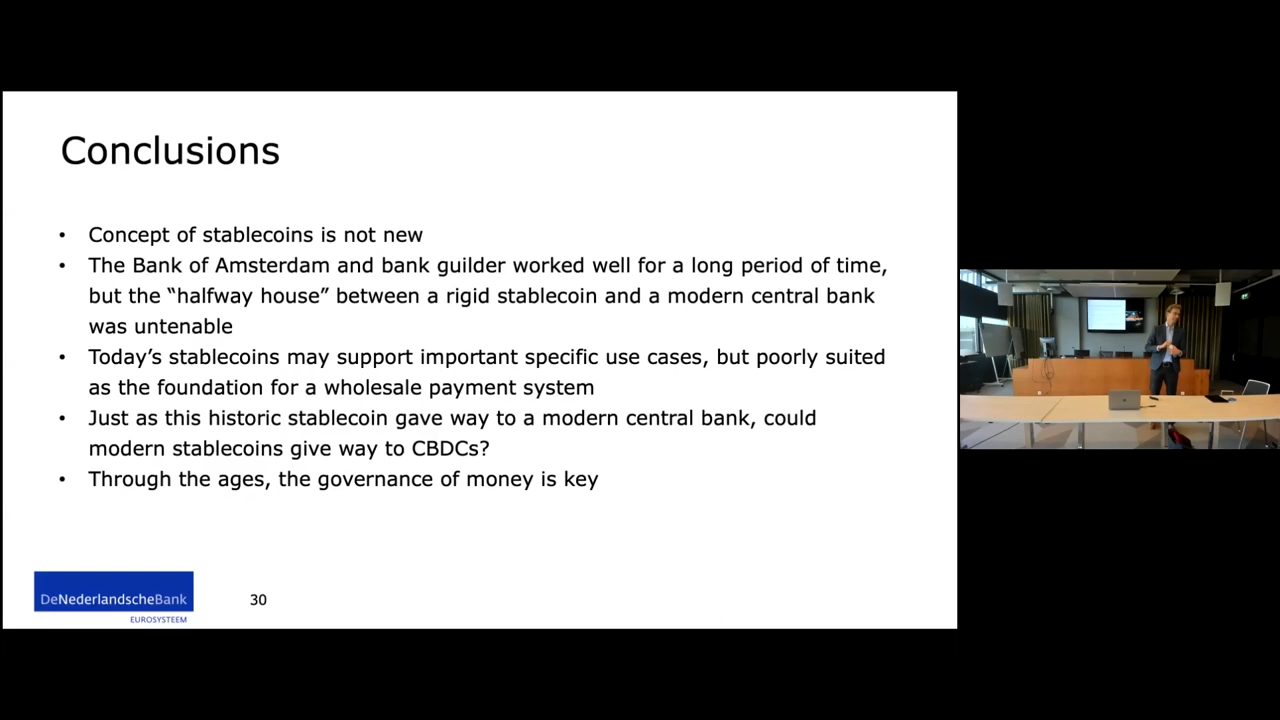 Conclusions
• Concept of stablecoins is not new
• The Bank of Amsterdam and bank guilder worked well for a long period of time,
but the “halfway house” between a rigid stablecoin and a modern central bank
was untenable
• Today’s stablecoins may support important specific use cases, but poorly suited
as the foundation for a wholesale payment system
• Just as this historic stablecoin gave way to a modern central bank, could
modern stablecoins give way to CBDCs?
• Through the ages, the governance of money is key
DeNederlandscheBank
EUROSYSTEEM
30